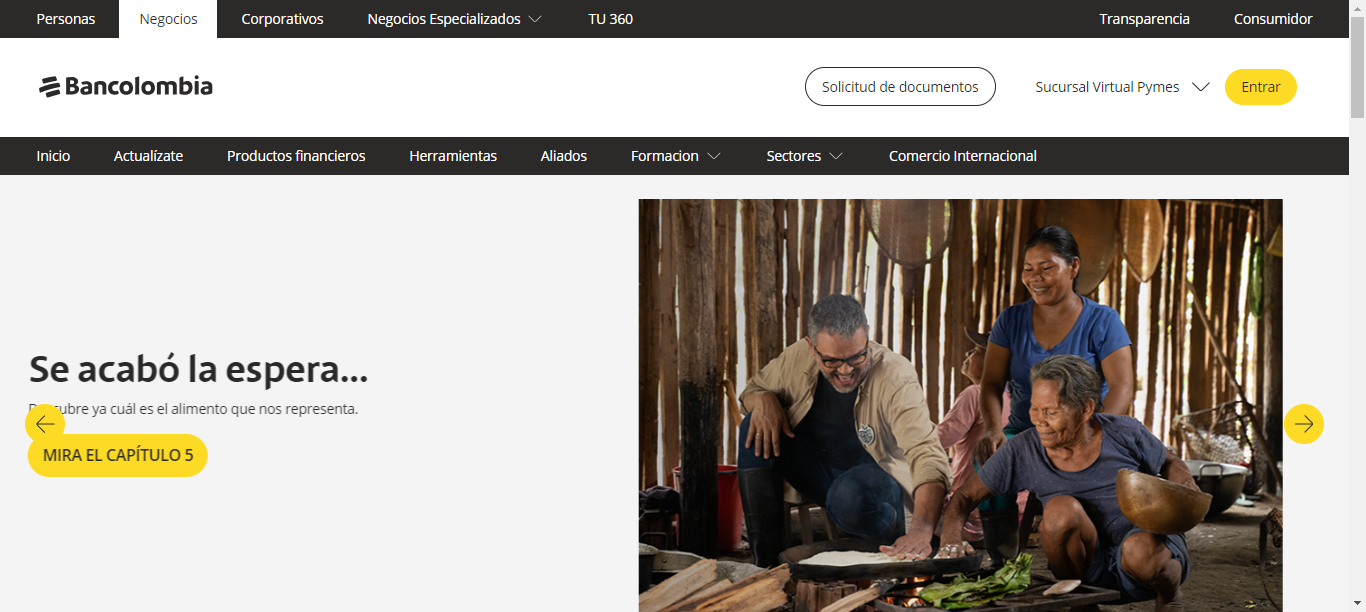 Personas Negocios Corporativos Negocios Especializados TU 360 Transparencia Consumidor
Bancolombia Solicitud de documentos Sucursal Virtual Pymes Entrar
Inicio Actualízate Productos financieros Herramientas Aliados Formacion Sectores Comercio Internacional
Se acabó la espera...
Descubre ya cuál es el alimento que nos representa.
MIRA EL CAPÍTULO 5